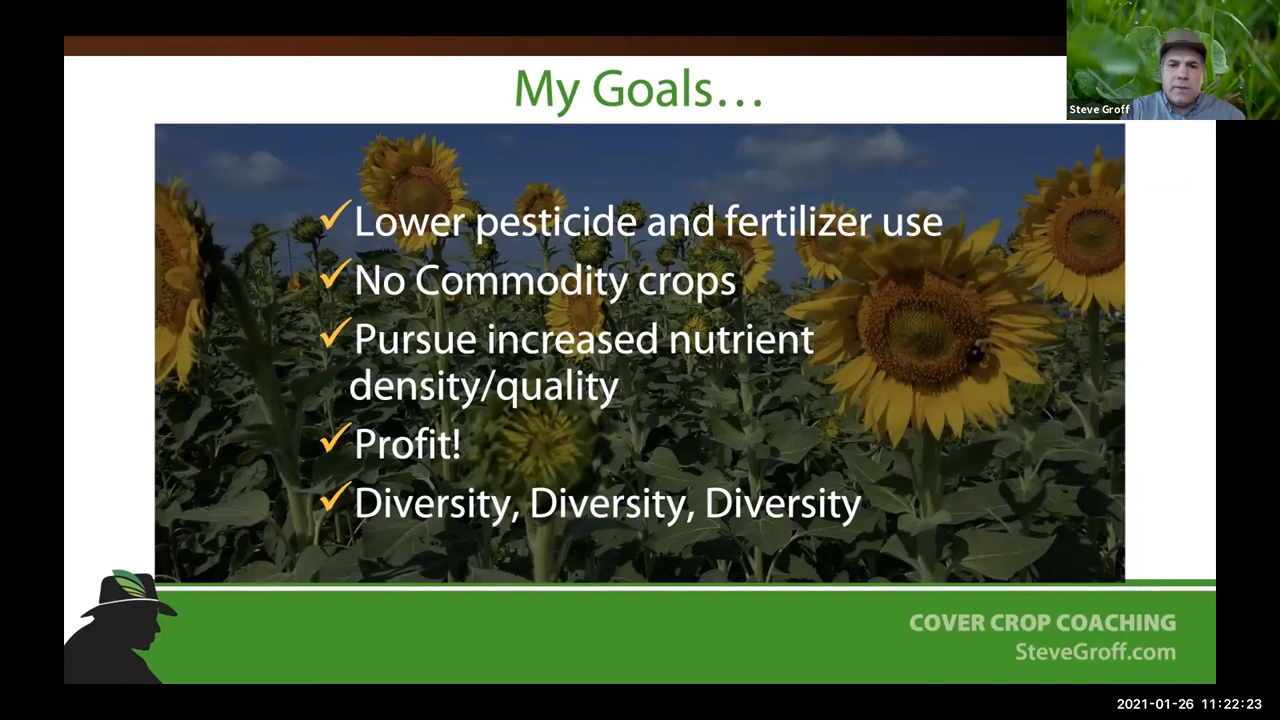 My Goals…
Steve Groff
✓Lower pesticide and fertilizer use
✓No Commodity crops
✓Pursue increased nutrient
density/quality
✓Profit!
✓Diversity, Diversity, Diversity
COVER CROP COACHING
SteveGroff.com
2021-01-26 11:22:23